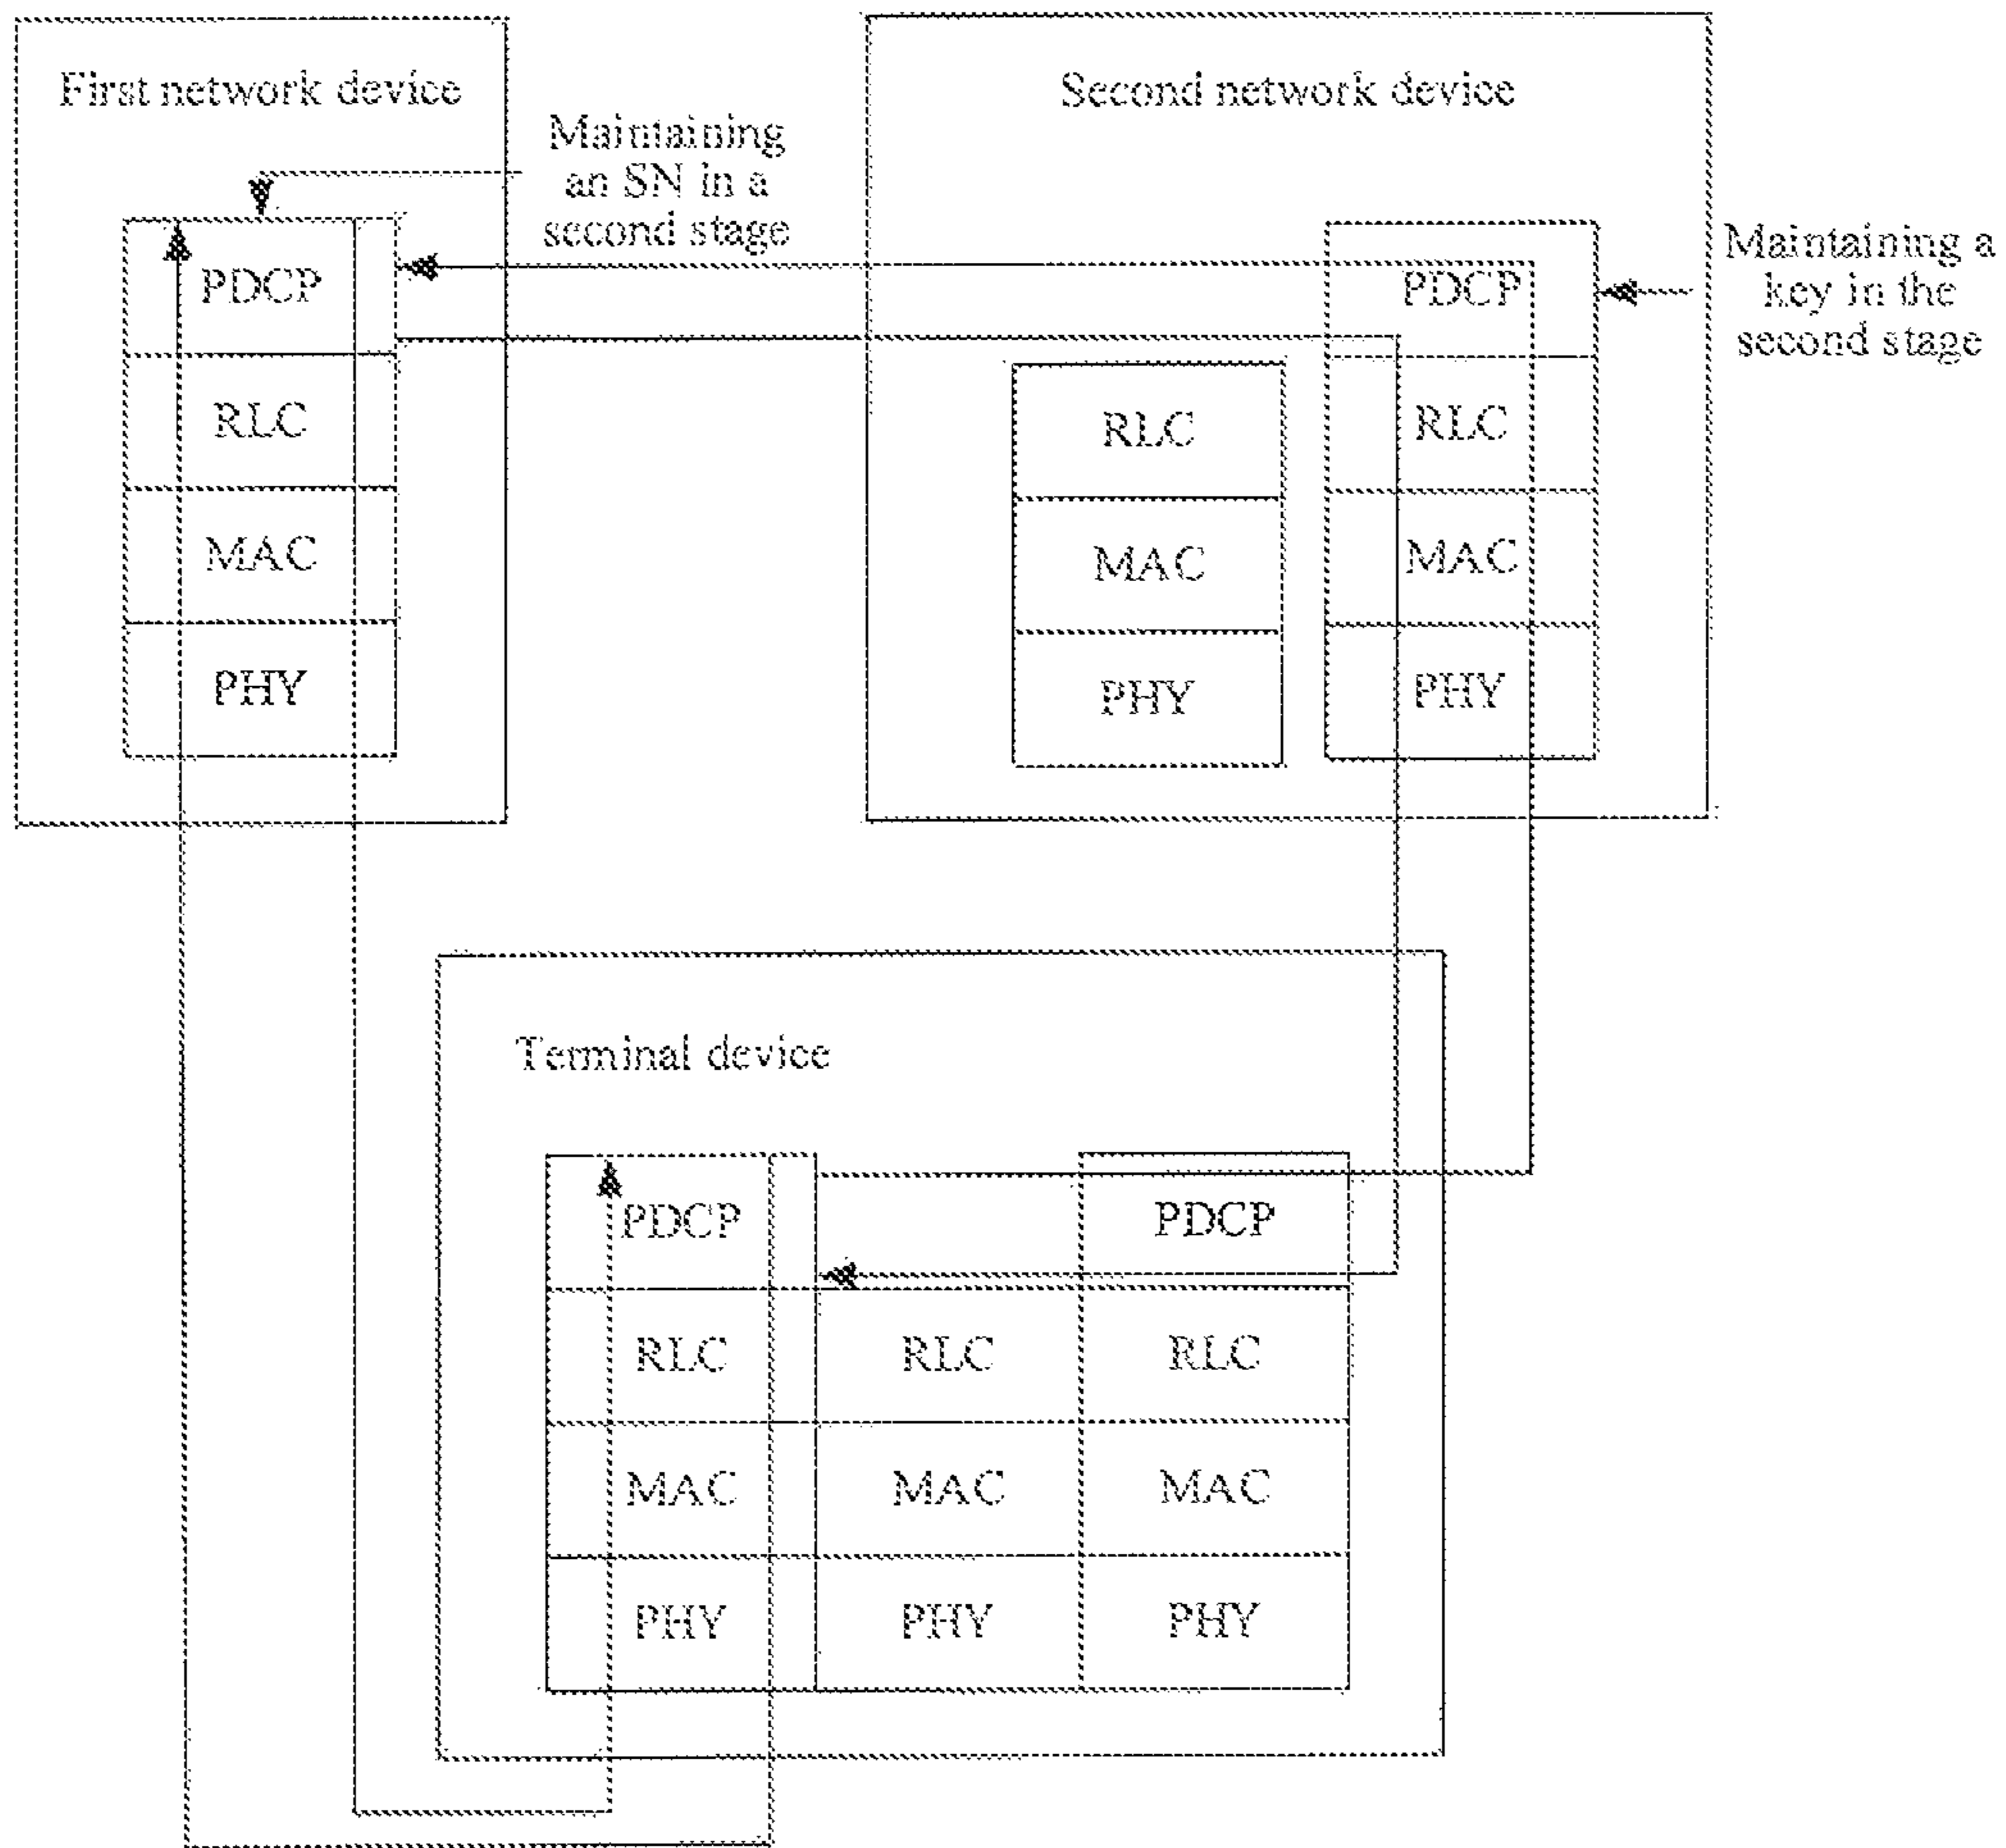 First network device
Maintaining
an SN in a
second stage
PDCP
RLC
MAC
PHY
Second network device
RLC
MAC
PHY
PDCP
RLC
MAC
PHY
Maintaining a
key in the
second stage
Terminal device
PDCP
PDCP
RLC
RLC
RLC
MAC
MAC
MAC
PHY
PHY
PHY